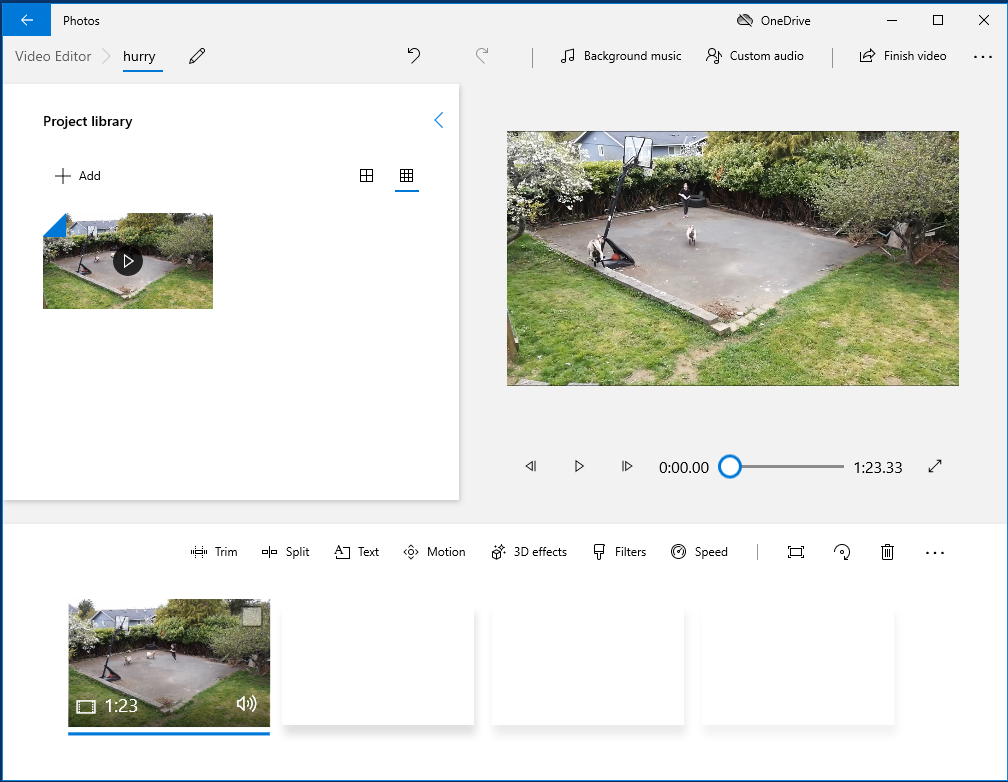 Photos
OneDrive
Video Editor
hurry
Background music
Custom audio
Finish video
Project library
Add
0:00.00
1:23.33
Trim
Split
Text
Motion
3D effects
Filters
Speed
1:23